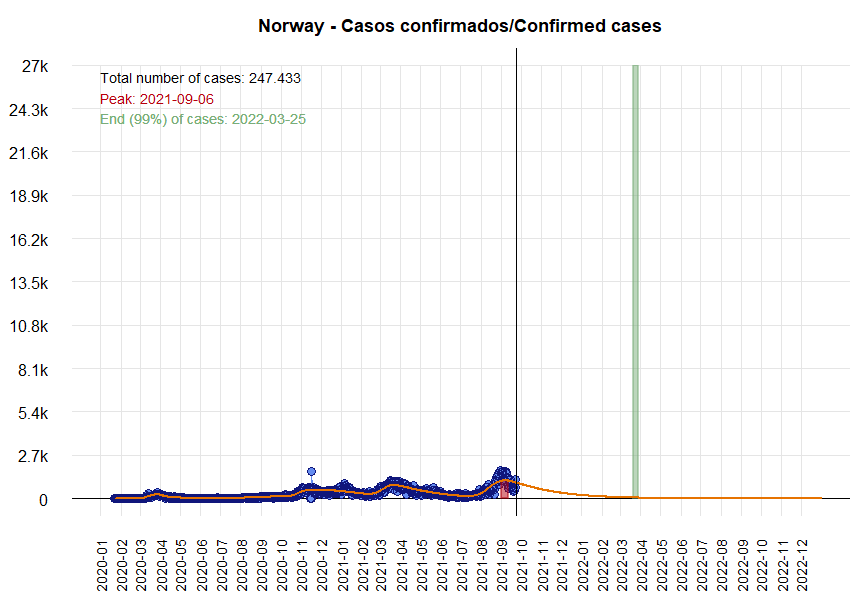 Norway - Casos confirmados/Confirmed cases
27k
24.3k
21.6k
18.9k
16.2k
13.5k
10.8k
8.1k
5.4k
2.7k
0
Total number of cases: 247.433
Peak: 2021-09-06
End (99%) of cases: 2022-03-25
2020-01
2020-02
2020-03
2020-04
2020-05
2020-06
2020-07
2020-08
2020-09
2020-10
2020-11
2020-12
2021-01
2021-02
2021-03
2021-04
2021-05
2021-06
2021-07
2021-08
2021-09
2021-10
2021-11
2021-12
2022-01
2022-02
2022-03
2022-04
2022-05
2022-06
2022-07
2022-08
2022-09
2022-10
2022-11
2022-12